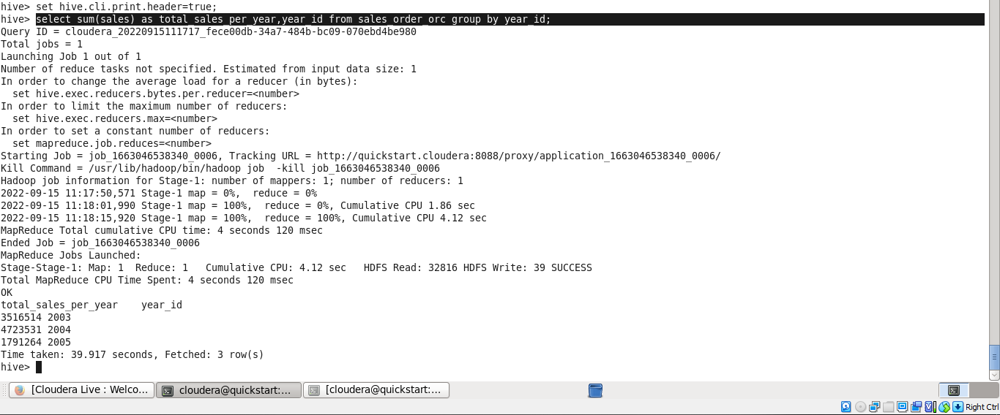 hive> set hive.cli.print.header=true;
hive> select sum(sales) as total_sales_per_year,year_id from sales_order_orc group by year_id;
Query ID = cloudera_20220915111717_fece00db-34a7-484b-bc09-070ebd4be980
Total jobs = 1
Launching Job 1 out of 1
Number of reduce tasks not specified. Estimated from input data size: 1
In order to change the average load for a reducer (in bytes):
  set hive.exec.reducers.bytes.per.reducer=<number>
In order to limit the maximum number of reducers:
  set hive.exec.reducers.max=<number>
In order to set a constant number of reducers:
  set mapreduce.job.reduces=<number>
Starting Job = job_1663046538340_0006, Tracking URL = http://quickstart.cloudera:8088/proxy/application_1663046538340_0006/
Kill Command = /usr/lib/hadoop/bin/hadoop job  -kill job_1663046538340_0006
Hadoop job information for Stage-1: number of mappers: 1; number of reducers: 1
2022-09-15 11:17:50,571 Stage-1 map = 0%,  reduce = 0%
2022-09-15 11:18:01,990 Stage-1 map = 100%,  reduce = 0%, Cumulative CPU 1.86 sec
2022-09-15 11:18:15,920 Stage-1 map = 100%,  reduce = 100%, Cumulative CPU 4.12 sec
MapReduce Total cumulative CPU time: 4 seconds 120 msec
Ended Job = job_1663046538340_0006
MapReduce Jobs Launched:
Stage-Stage-1: Map: 1  Reduce: 1   Cumulative CPU: 4.12 sec   HDFS Read: 32816 HDFS Write: 39 SUCCESS
Total MapReduce CPU Time Spent: 4 seconds 120 msec
OK
total_sales_per_year    year_id
3516514 2003
4723531 2004
1791264 2005
Time taken: 39.917 seconds, Fetched: 3 row(s)
hive>
[Cloudera Live : Welco... cloudera@quickstart:... [cloudera@quickstart:...
Right Ctrl